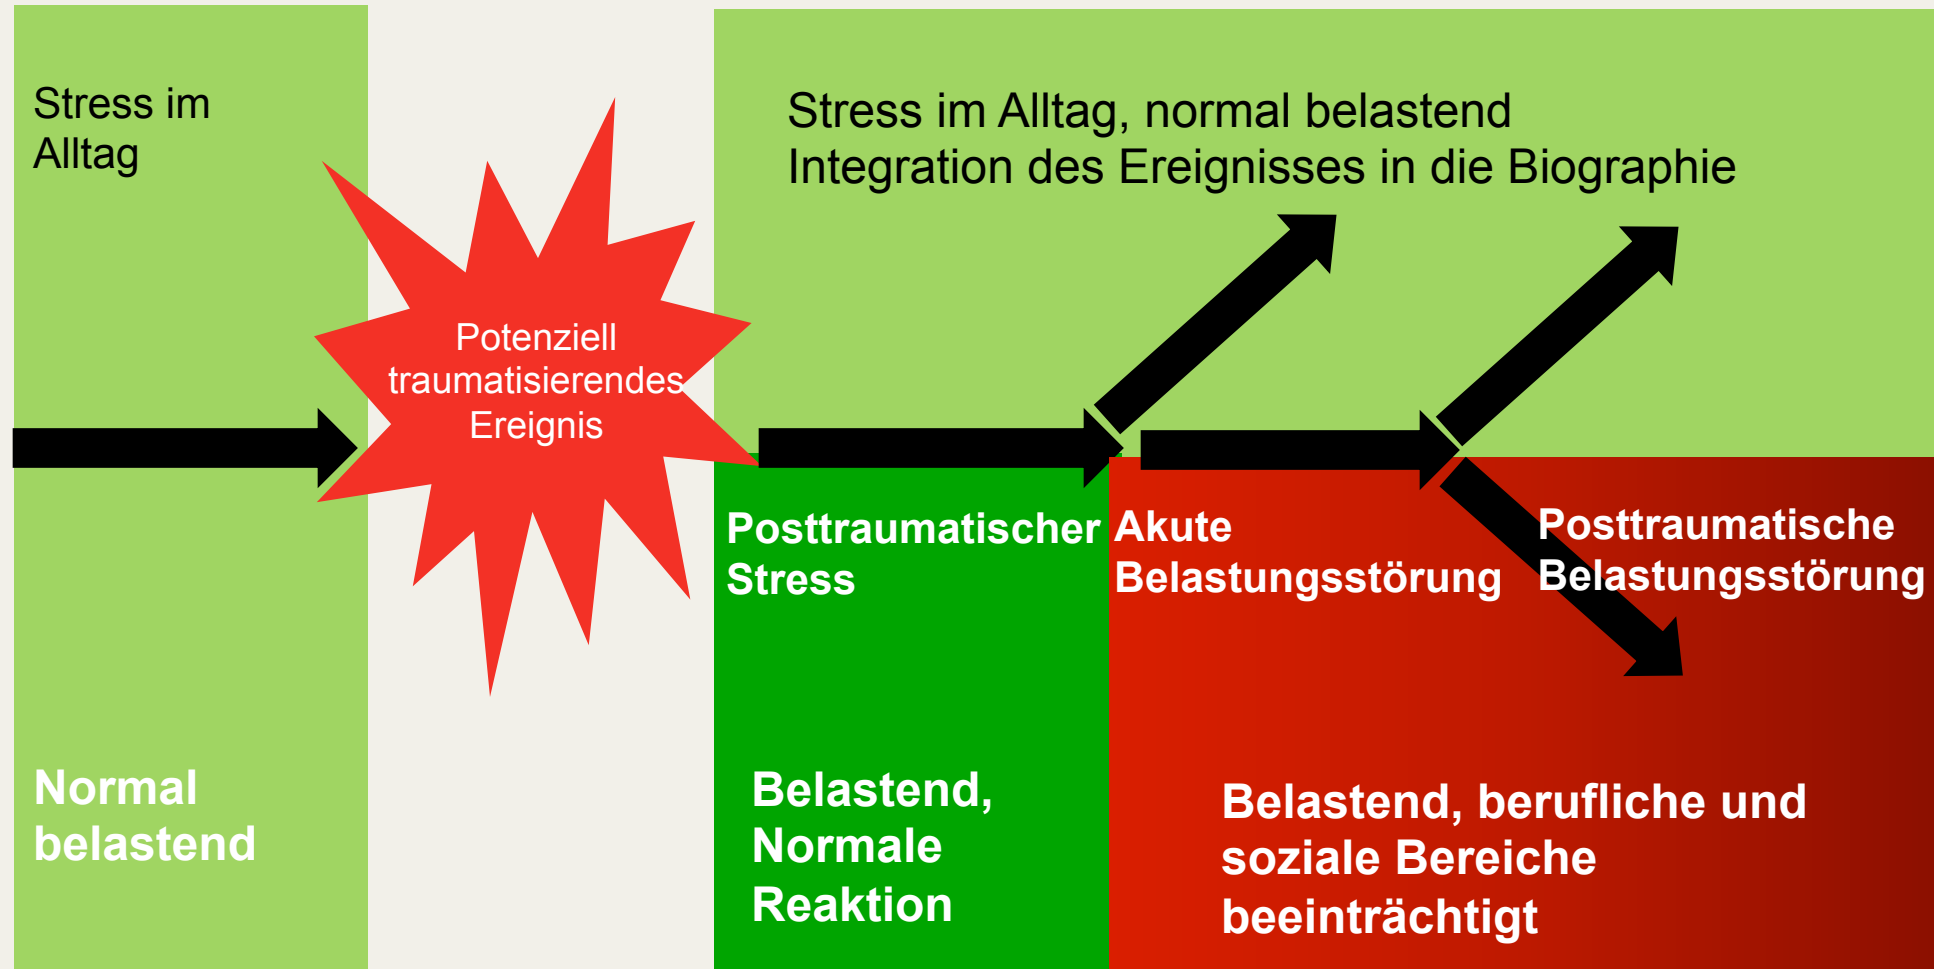 Stress im
Alltag
Normal
belastend
Potenziell
traumatisierendes
Ereignis
Stress im Alltag, normal belastend
Integration des Ereignisses in die Biographie
Posttraumatischer
Stress
Belastend,
Normale
Reaktion
Akute
Belastungsstörung
Posttraumatische
Belastungsstörung
Belastend, berufliche und
soziale Bereiche
beeinträchtigt